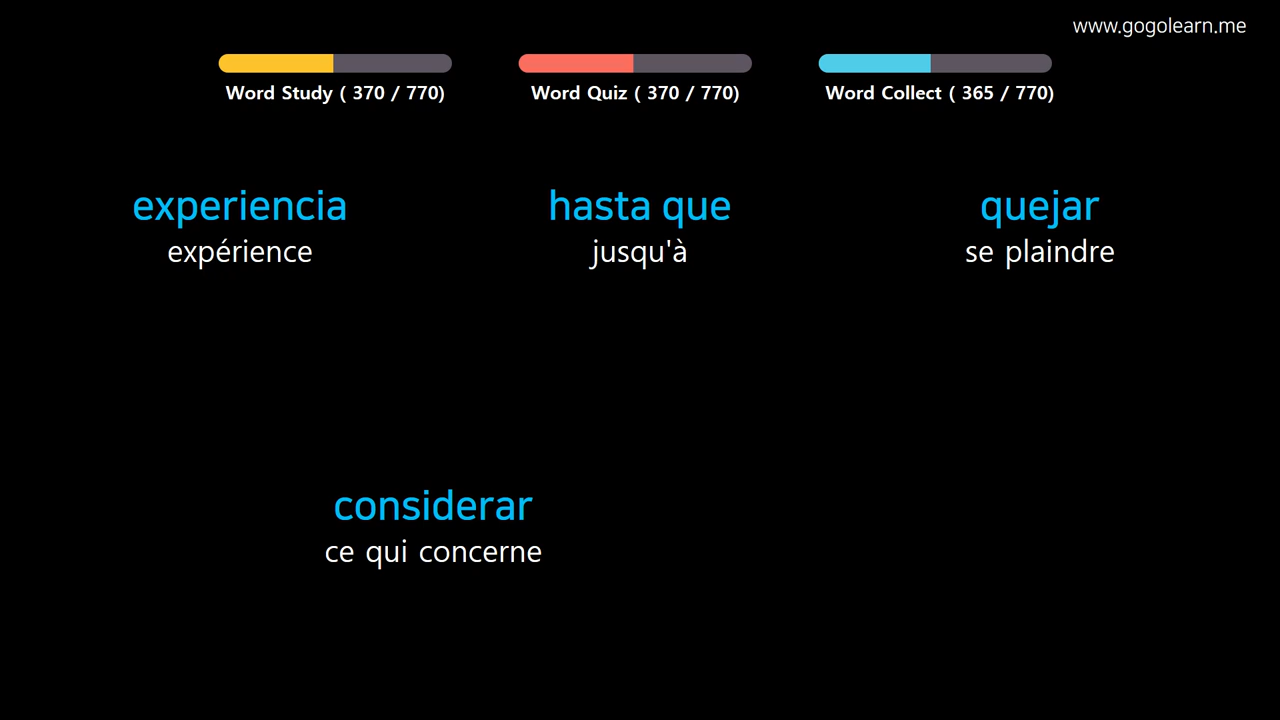 www.gogolearn.me
Word Study ( 370 / 770)
Word Quiz ( 370 / 770)
Word Collect ( 365 / 770)
experiencia
expérience
hasta que
jusqu'à
quejar
se plaindre
considerar
ce qui concerne